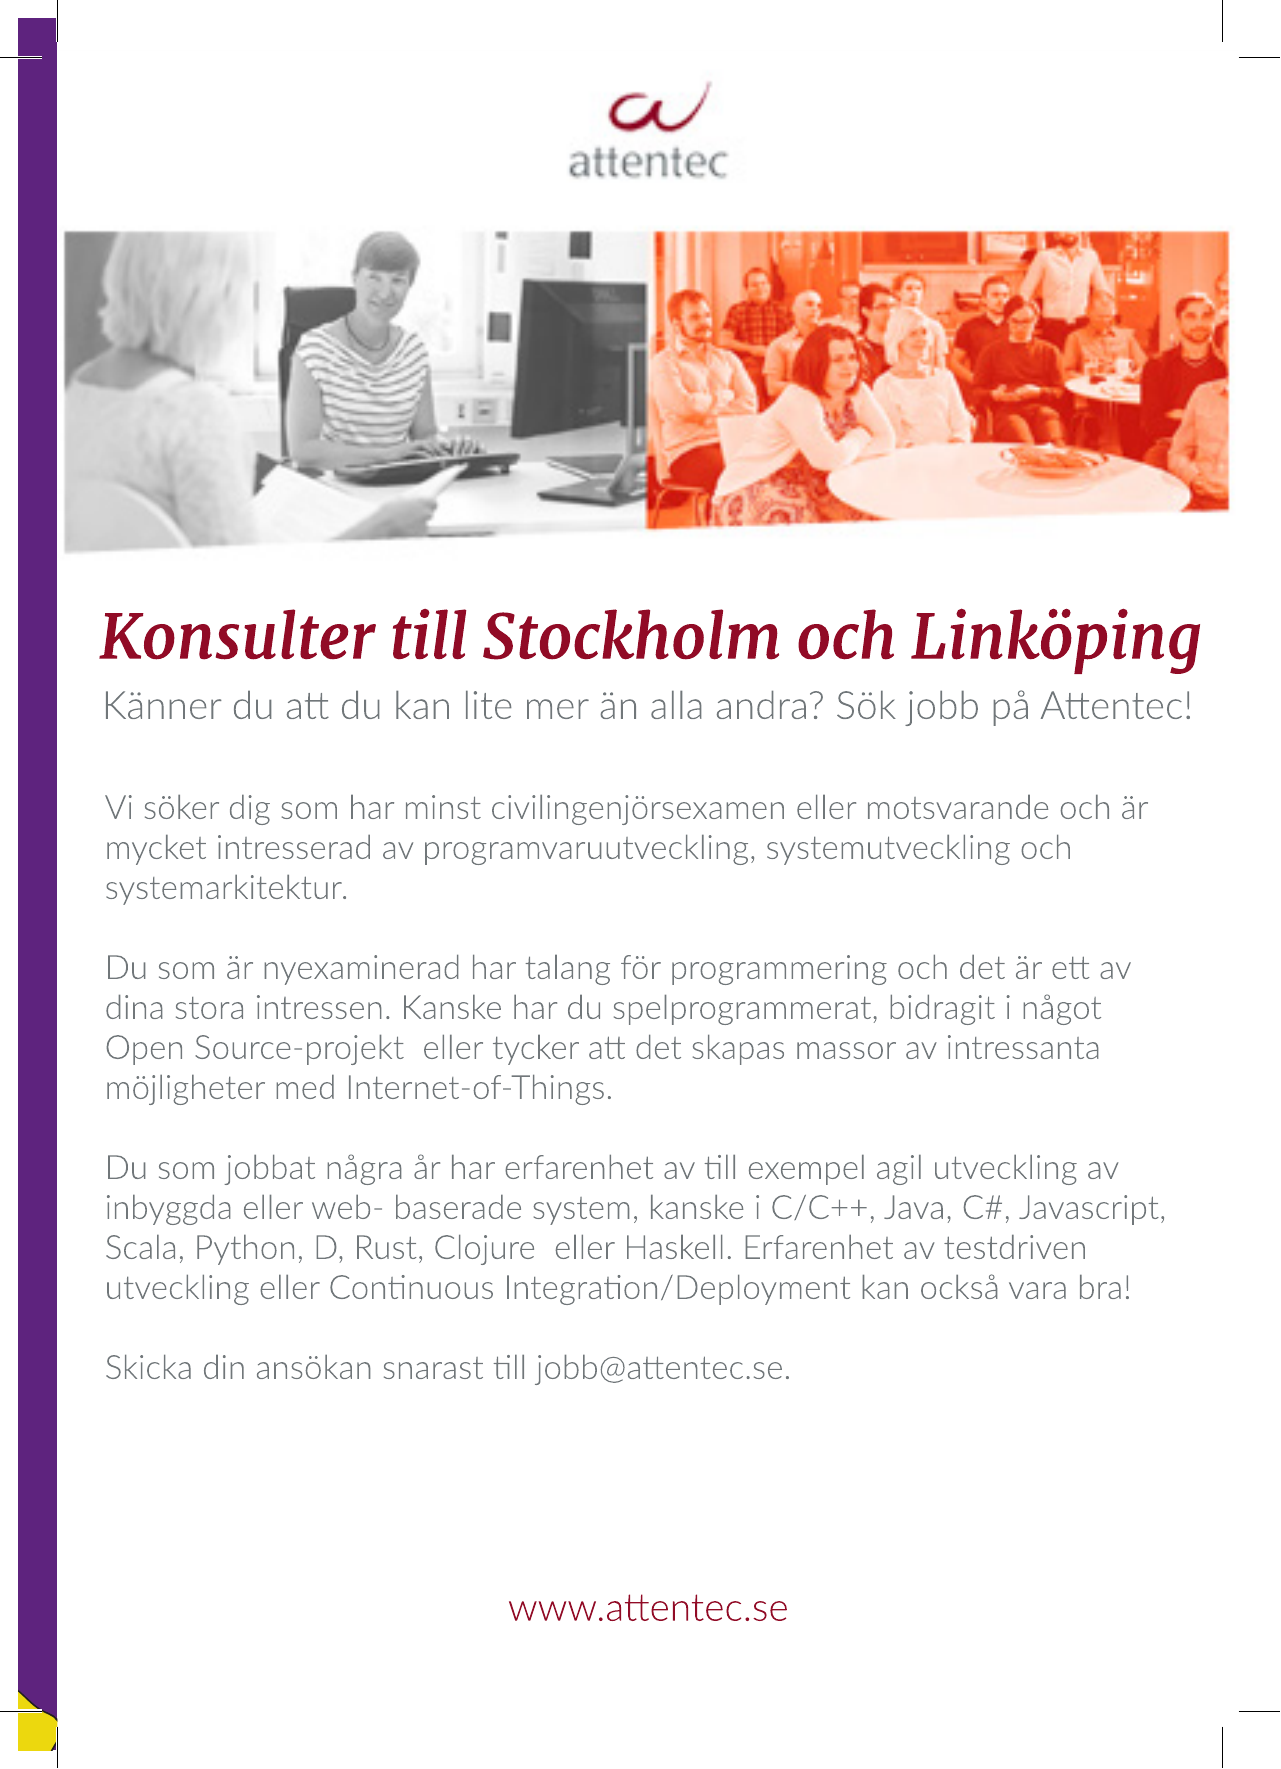 attentec
Konsulter till Stockholm och Linköping
Känner du att du kan lite mer än alla andra? Sök jobb på Attentec!
Vi söker dig som har minst civilingenjörsexamen eller motsvarande och är
mycket intresserad av programvaruutveckling, systemutveckling och
systemarkitektur.
Du som är nyexaminerad har talang för programmering och det är ett av
dina stora intressen. Kanske har du spelprogrammerat, bidragit i något
Open Source-projekt  eller tycker att det skapas massor av intressanta
möjligheter med Internet-of-Things.
Du som jobbat några år har erfarenhet av till exempel agil utveckling av
inbyggda eller web- baserade system, kanske i C/C++, Java, C#, Javascript,
Scala, Python, D, Rust, Clojure  eller Haskell. Erfarenhet av testdriven
utveckling eller Continuous Integration/Deployment kan också vara bra!
Skicka din ansökan snarast till jobb@attentec.se.
www.attentec.se